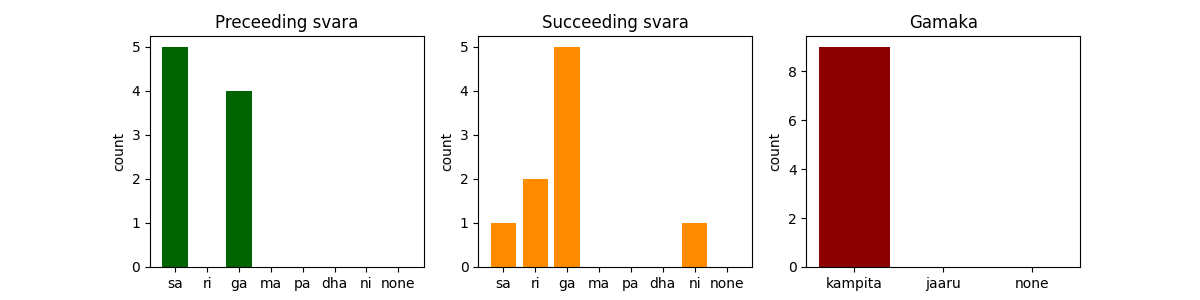 Preceeding svara
count
5
4
3
2
1
0
sa ri ga ma pa dha ni none
Succeeding svara
count
5
4
3
2
1
0
sa ri ga ma pa dha ni none
Gamaka
count
8
6
4
2
0
kampita jaaru none